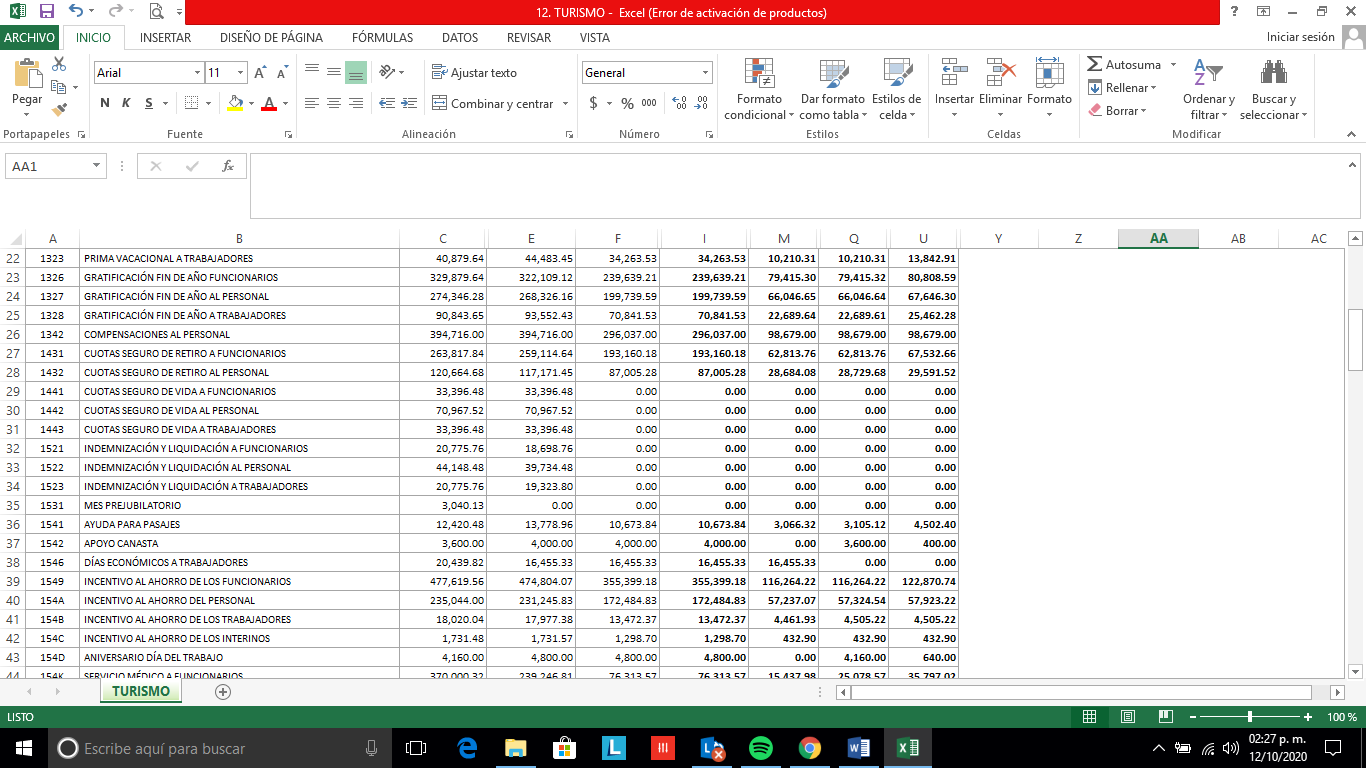 12. TURISMO - Excel (Error de activación de productos)
ARCHIVO INICIO INSERTAR DISEÑO DE PÁGINA FÓRMULAS DATOS REVISAR VISTA Iniciar sesión
Pegar
Portapapeles
Arial 11
N K S
Fuente
Ajustar texto
Combinar y centrar
Alineación
General
$ % 000
Número
Formato condicional
Dar formato como tabla
Estilos de celda
Estilos
Insertar Eliminar Formato
Celdas
Autosuma
Rellenar
Borrar
Ordenar y filtrar
Buscar y seleccionar
Modificar
AA1 fx
A B C E F I M Q U Y Z AA AB AC
22 1323 PRIMA VACACIONAL A TRABAJADORES 40,879.64 44,483.45 34,263.53 34,263.53 10,210.31 10,210.31 13,842.91
23 1326 GRATIFICACIÓN FIN DE AÑO FUNCIONARIOS 329,879.64 322,109.12 239,639.21 239,639.21 79,415.30 79,415.32 80,808.59
24 1327 GRATIFICACIÓN FIN DE AÑO AL PERSONAL 274,346.28 268,326.16 199,739.59 199,739.59 66,046.65 66,046.64 67,646.30
25 1328 GRATIFICACIÓN FIN DE AÑO A TRABAJADORES 90,843.65 93,552.43 70,841.53 70,841.53 22,689.64 22,689.61 25,462.28
26 1342 COMPENSACIONES AL PERSONAL 394,716.00 394,716.00 296,037.00 296,037.00 98,679.00 98,679.00 98,679.00
27 1431 CUOTAS SEGURO DE RETIRO A FUNCIONARIOS 263,817.84 259,114.64 193,160.18 193,160.18 62,813.76 62,813.76 67,532.66
28 1432 CUOTAS SEGURO DE RETIRO AL PERSONAL 120,664.68 117,171.45 87,005.28 87,005.28 28,684.08 28,729.68 29,591.52
29 1441 CUOTAS SEGURO DE VIDA A FUNCIONARIOS 33,396.48 33,396.48 0.00 0.00 0.00 0.00 0.00
30 1442 CUOTAS SEGURO DE VIDA AL PERSONAL 70,967.52 70,967.52 0.00 0.00 0.00 0.00 0.00
31 1443 CUOTAS SEGURO DE VIDA A TRABAJADORES 33,396.48 33,396.48 0.00 0.00 0.00 0.00 0.00
32 1521 INDEMNIZACIÓN Y LIQUIDACIÓN A FUNCIONARIOS 20,775.76 18,698.76 0.00 0.00 0.00 0.00 0.00
33 1522 INDEMNIZACIÓN Y LIQUIDACIÓN AL PERSONAL 44,148.48 39,734.48 0.00 0.00 0.00 0.00 0.00
34 1523 INDEMNIZACIÓN Y LIQUIDACIÓN A TRABAJADORES 20,775.76 19,323.80 0.00 0.00 0.00 0.00 0.00
35 1531 MES PREJUBILATORIO 3,040.13 0.00 0.00 0.00 0.00 0.00 0.00
36 1541 AYUDA PARA PASAJES 12,420.48 13,778.96 10,673.84 10,673.84 3,066.32 3,105.12 4,502.40
37 1542 APOYO CANASTA 3,600.00 4,000.00 4,000.00 4,000.00 0.00 3,600.00 400.00
38 1546 DÍAS ECONÓMICOS A TRABAJADORES 20,439.82 16,455.33 16,455.33 16,455.33 16,455.33 0.00 0.00
39 1549 INCENTIVO AL AHORRO DE LOS FUNCIONARIOS 477,619.56 474,804.07 355,399.18 355,399.18 116,264.22 116,264.22 122,870.74
40 154A INCENTIVO AL AHORRO DEL PERSONAL 235,044.00 231,245.83 172,484.83 172,484.83 57,237.07 57,324.54 57,923.22
41 154B INCENTIVO AL AHORRO DE LOS TRABAJADORES 18,020.04 17,977.38 13,472.37 13,472.37 4,461.93 4,505.22 4,505.22
42 154C INCENTIVO AL AHORRO DE LOS INTERINOS 1,731.48 1,731.57 1,298.70 1,298.70 432.90 432.90 432.90
43 154D ANIVERSARIO DÍA DEL TRABAJO 4,160.00 4,800.00 4,800.00 4,800.00 0.00 4,160.00 640.00
44 154K SERVICIO MÉDICO A FUNCIONARIOS 370,000.32 239,246.81 76,313.57 76,313.57 15,437.98 25,078.57 35,797.02
TURISMO
LISTO 100 %
Escribe aquí para buscar
02:27 p. m.
12/10/2020